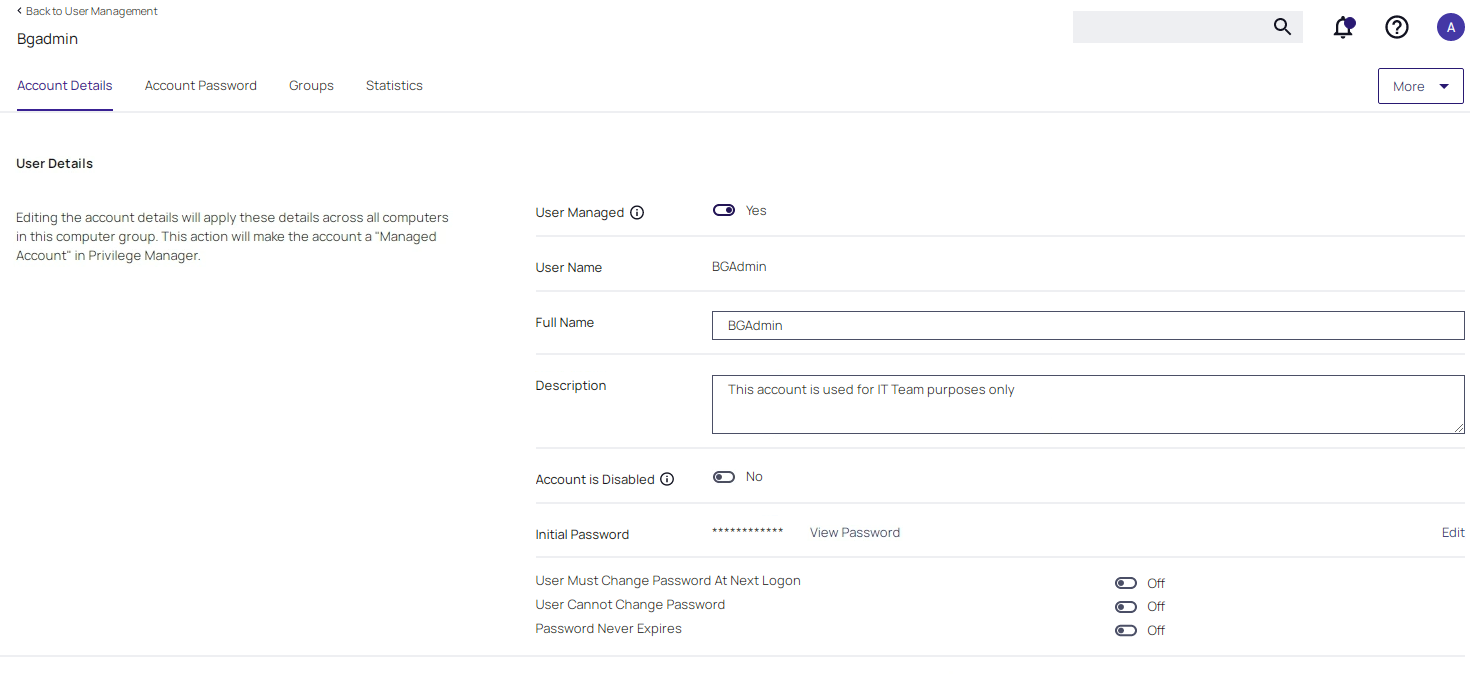 Back to User Management
Bgadmin
A
Account Details Account Password Groups Statistics
More
User Details
Editing the account details will apply these details across all computers
in this computer group. This action will make the account a "Managed
Account" in Privilege Manager.
User Managed Yes
User Name BGAdmin
Full Name BGAdmin
Description This account is used for IT Team purposes only
Account is Disabled No
Initial Password ************ View Password Edit
User Must Change Password At Next Logon Off
User Cannot Change Password Off
Password Never Expires Off